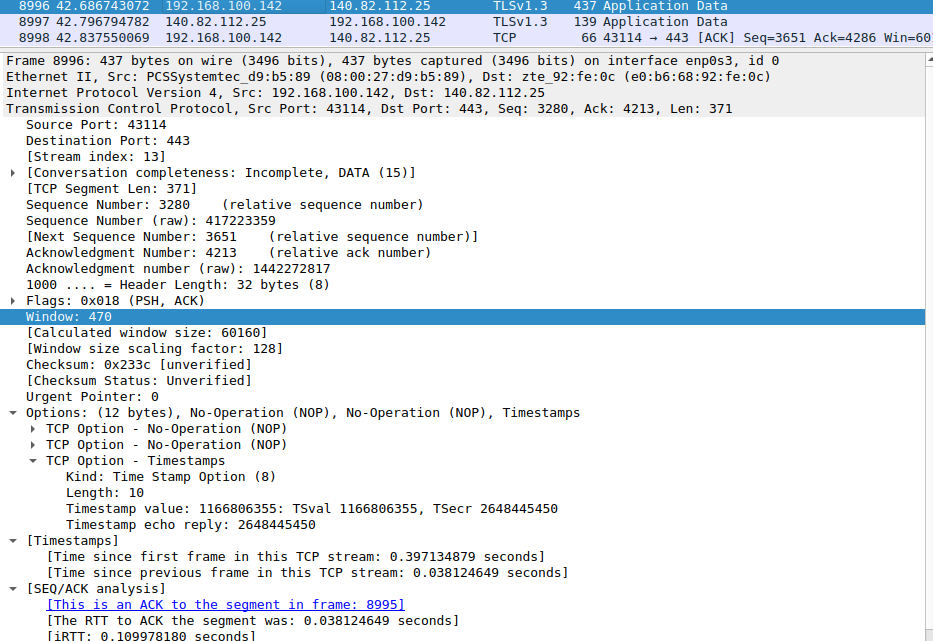 8996 42.686743072 192.168.100.142 140.82.112.25 TLSv1.3 437 Application Data
8997 42.796794782 140.82.112.25 192.168.100.142 TLSv1.3 139 Application Data
8998 42.837550069 192.168.100.142 140.82.112.25 TCP 66 43114 → 443 [ACK] Seq=3651 Ack=4286 Win=60
Frame 8996: 437 bytes on wire (3496 bits), 437 bytes captured (3496 bits) on interface enp0s3, id 0
Ethernet II, Src: PCSSystemtec_d9:b5:89 (08:00:27:d9:b5:89), Dst: zte_92:fe:0c (e0:b6:68:92:fe:0c)
Internet Protocol Version 4, Src: 192.168.100.142, Dst: 140.82.112.25
Transmission Control Protocol, Src Port: 43114, Dst Port: 443, Seq: 3280, Ack: 4213, Len: 371
Source Port: 43114
Destination Port: 443
[Stream index: 13]
[Conversation completeness: Incomplete, DATA (15)]
[TCP Segment Len: 371]
Sequence Number: 3280    (relative sequence number)
Sequence Number (raw): 417223359
[Next Sequence Number: 3651    (relative sequence number)]
Acknowledgment Number: 4213    (relative ack number)
Acknowledgment number (raw): 1442272817
1000 .... = Header Length: 32 bytes (8)
Flags: 0x018 (PSH, ACK)
Window: 470
[Calculated window size: 60160]
[Window size scaling factor: 128]
Checksum: 0x233c [unverified]
[Checksum Status: Unverified]
Urgent Pointer: 0
Options: (12 bytes), No-Operation (NOP), No-Operation (NOP), Timestamps
TCP Option - No-Operation (NOP)
TCP Option - No-Operation (NOP)
TCP Option - Timestamps
Kind: Time Stamp Option (8)
Length: 10
Timestamp value: 1166806355: TSval 1166806355, TSecr 2648445450
Timestamp echo reply: 2648445450
[Timestamps]
[Time since first frame in this TCP stream: 0.397134879 seconds]
[Time since previous frame in this TCP stream: 0.038124649 seconds]
[SEQ/ACK analysis]
[This is an ACK to the segment in frame: 8995]
[The RTT to ACK the segment was: 0.038124649 seconds]
[iRTT: 0.109978180 seconds]